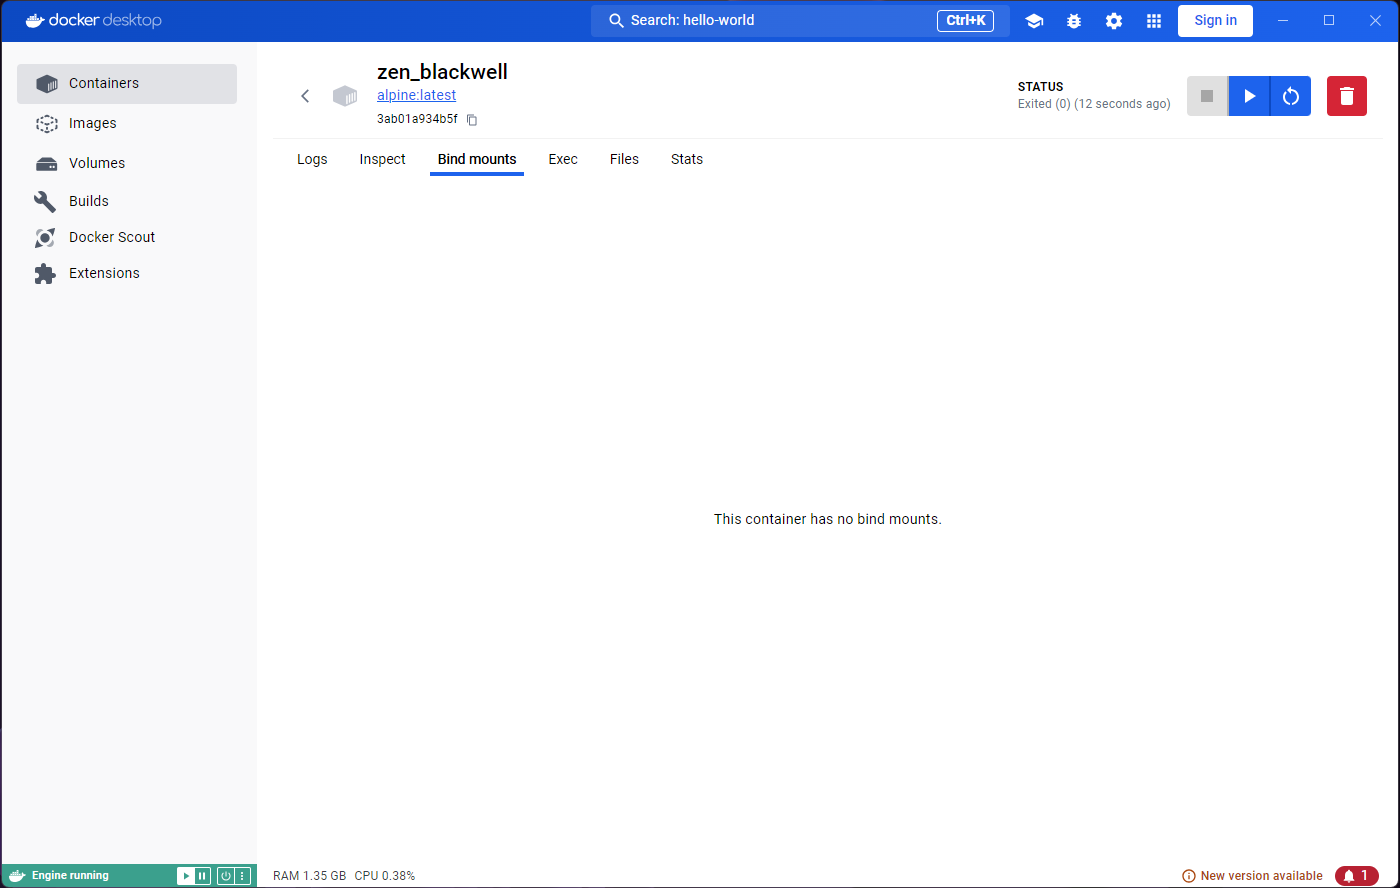 docker desktop
Search: hello-world
Ctrl+K
Sign in
Containers
Images
Volumes
Builds
Docker Scout
Extensions
zen_blackwell
alpine:latest
3ab01a934b5f
STATUS
Exited (0) (12 seconds ago)
Logs
Inspect
Bind mounts
Exec
Files
Stats
This container has no bind mounts.
Engine running
RAM 1.35 GB CPU 0.38%
New version available
1